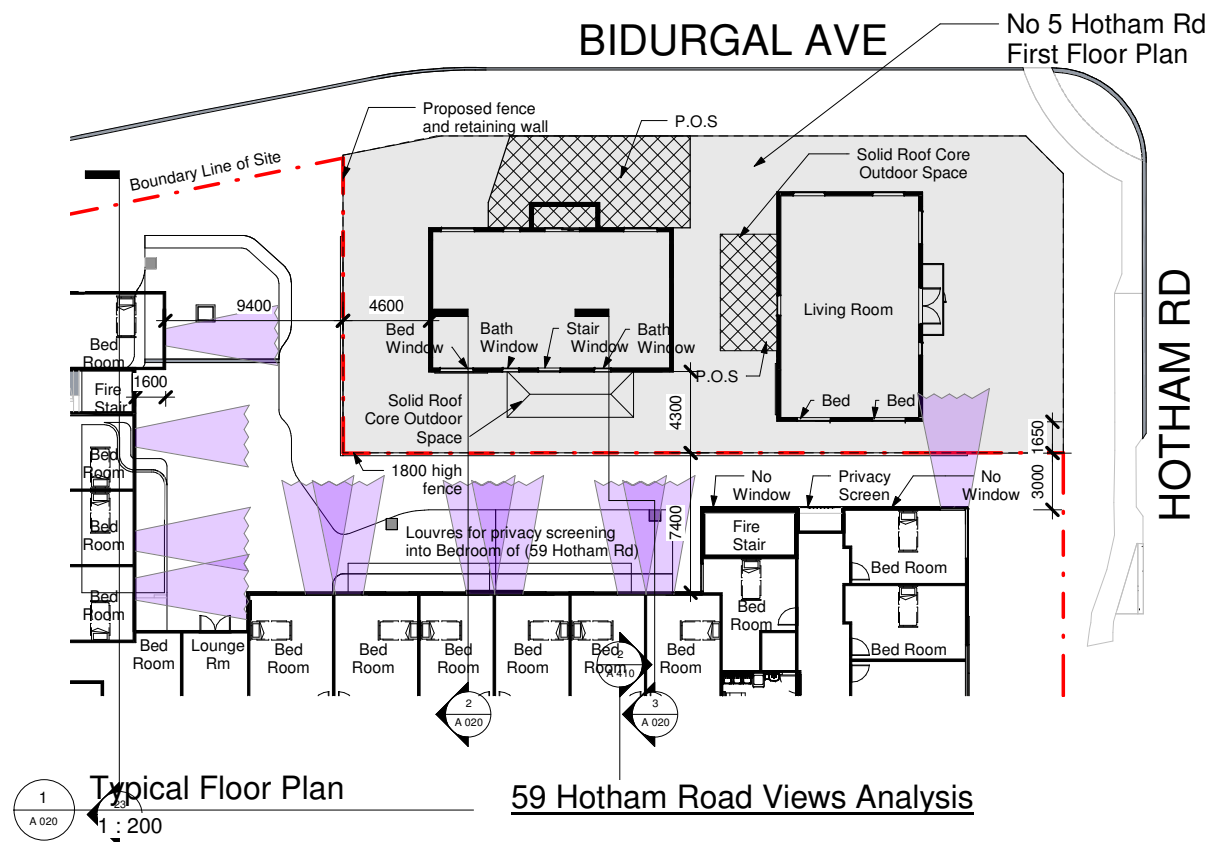 BIDURGAL AVE
No 5 Hotham Rd
First Floor Plan
Proposed fence
and retaining wall
P.O.S
Solid Roof Core
Outdoor Space
Boundary Line of Site
HOTHAM RD
9400
4600
Living Room
Bed
Window
Bath
Window
Stair
Window
Bath
Window
P.O.S
Bed
Room
Fire
Stair
1600
Solid Roof
Core Outdoor
Space
4300
Bed
Bed
1650
1800 high
fence
No
Window
Privacy
Screen
No
Window
3000
Bed
Room
Bed
Room
Bed
Room
Louvres for privacy screening
into Bedroom of (59 Hotham Rd)
7400
Fire
Stair
Bed Room
Bed
Room
Bed Room
Bed
Room
Lounge
Rm
Bed
Room
Bed
Room
Bed
Room
Bed
Room
Bed
Room
Bed
Room
2
A 410
2
A 020
3
A 020
Typical Floor Plan
1
A 020
23
1 : 200
59 Hotham Road Views Analysis